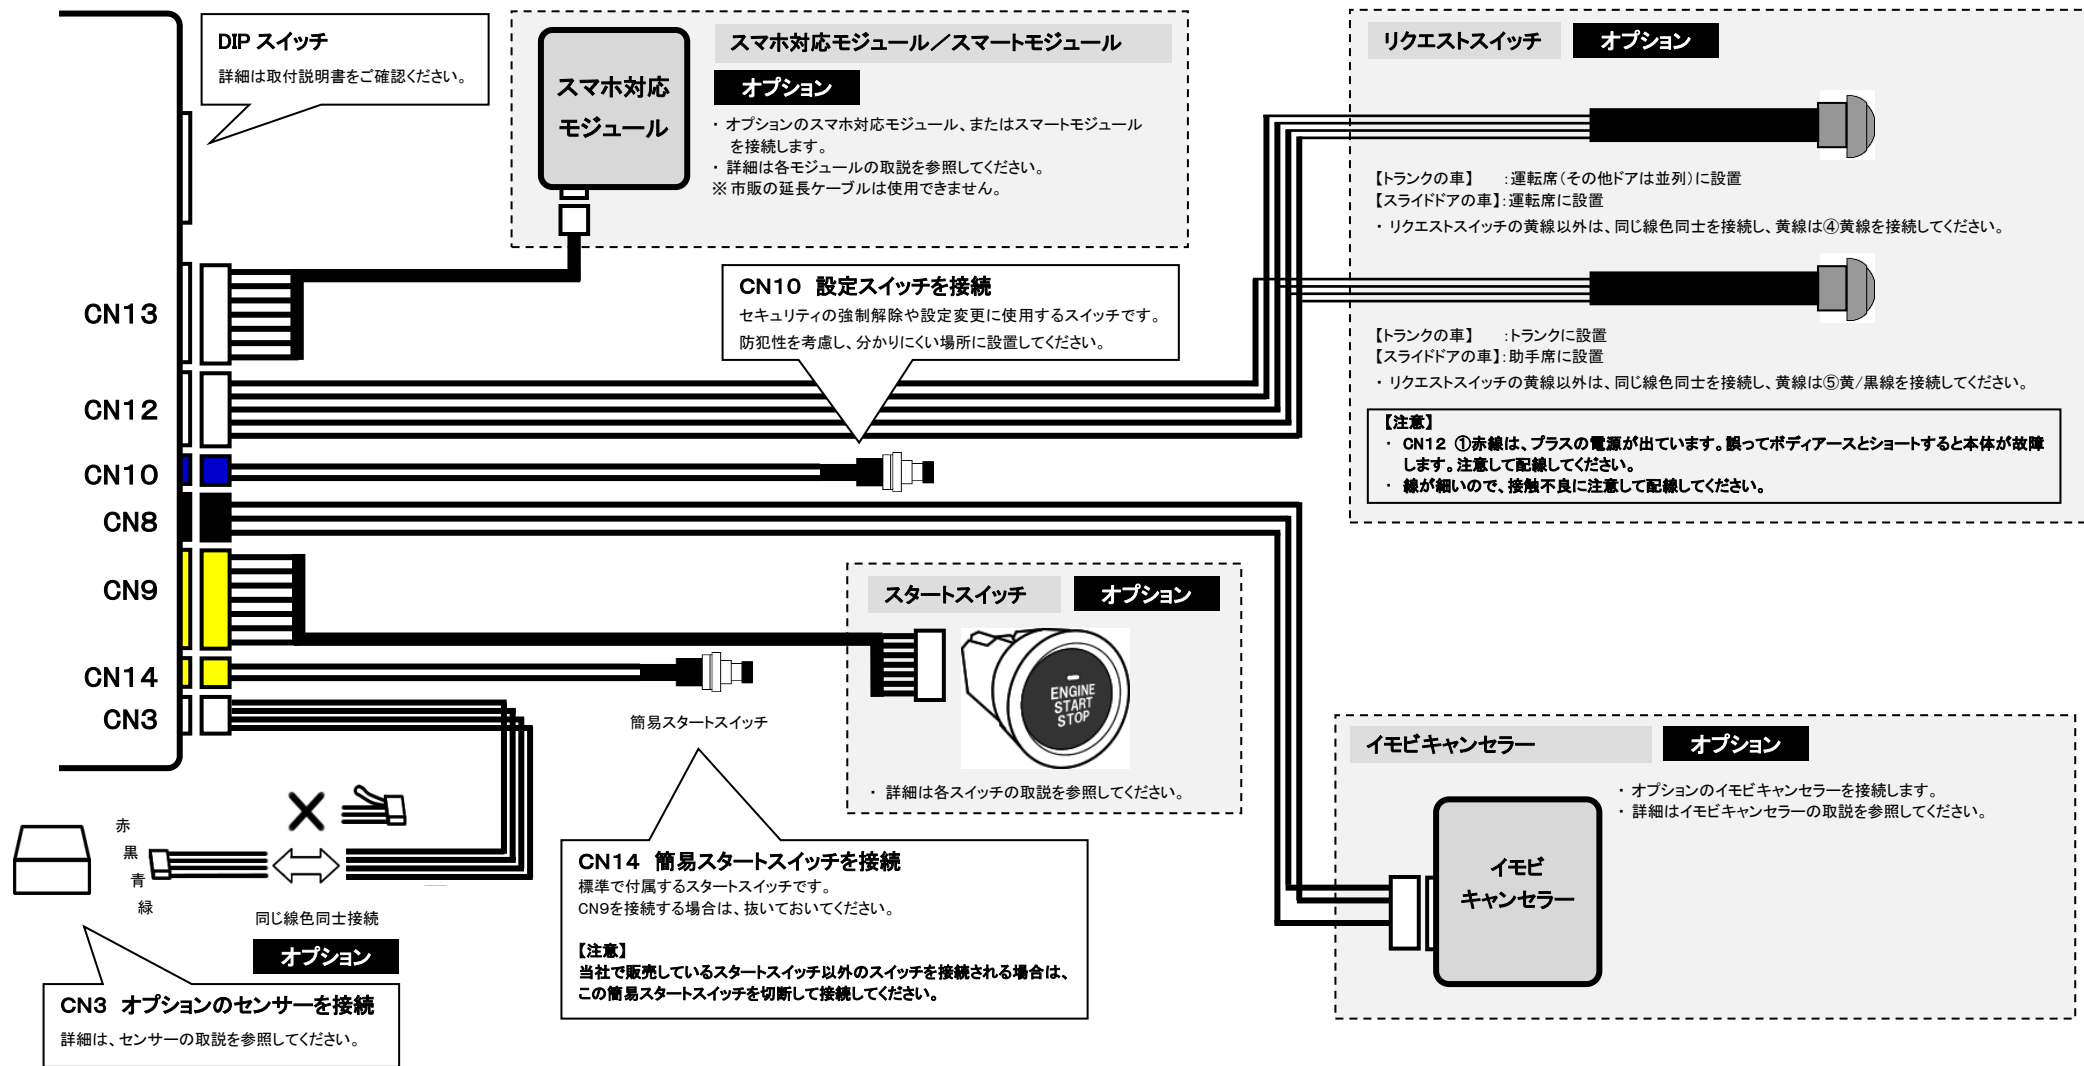 DIP スイッチ
詳細は取付説明書をご確認ください。
スマホ対応
モジュール
スマホ対応モジュール／スマートモジュール
オプション
・ オプションのスマホ対応モジュール、またはスマートモジュール
を接続します。
・ 詳細は各モジュールの取説を参照してください。
※ 市販の延長ケーブルは使用できません。
リクエストスイッチ
オプション
【トランクの車】 ：運転席（その他ドアは並列）に設置
【スライドドアの車】：運転席に設置
・ リクエストスイッチの黄線以外は、同じ線色同士を接続し、黄線は④黄線を接続してください。
【トランクの車】 ：トランクに設置
【スライドドアの車】：助手席に設置
・ リクエストスイッチの黄線以外は、同じ線色同士を接続し、黄線は⑤黄/黒線を接続してください。
【注意】
・ CN12 ①赤線は、プラスの電源が出ています。誤ってボディアースとショートすると本体が故障
します。注意して配線してください。
・ 線が細いので、接触不良に注意して配線してください。
CN10 設定スイッチを接続
セキュリティの強制解除や設定変更に使用するスイッチです。
防犯性を考慮し、分かりにくい場所に設置してください。
CN13
CN12
CN10
CN8
CN9
CN14
CN3
スタートスイッチ
オプション
ENGINE
START
STOP
・ 詳細は各スイッチの取説を参照してください。
簡易スタートスイッチ
CN14 簡易スタートスイッチを接続
標準で付属するスタートスイッチです。
CN9を接続する場合は、抜いておいてください。
【注意】
当社で販売しているスタートスイッチ以外のスイッチを接続される場合は、
この簡易スタートスイッチを切断して接続してください。
イモビキャンセラー
オプション
・ オプションのイモビキャンセラーを接続します。
・ 詳細はイモビキャンセラーの取説を参照してください。
イモビ
キャンセラー
赤
黒
青
緑
同じ線色同士接続
オプション
CN3 オプションのセンサーを接続
詳細は、センサーの取説を参照してください。